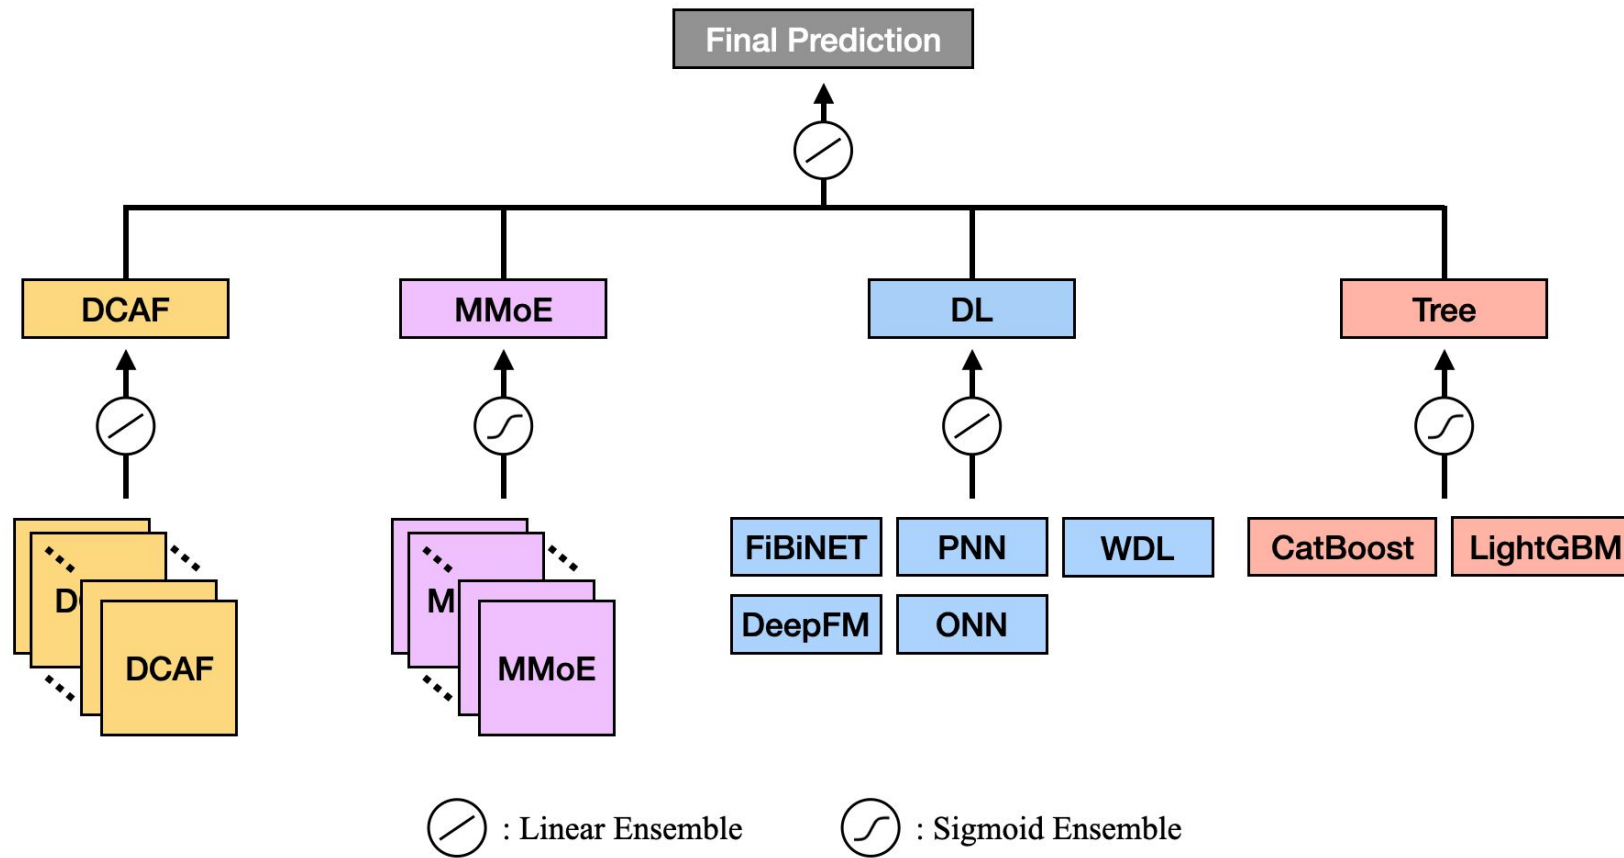 Final Prediction
DCAF
MMoE
DL
Tree
FiBiNET
PNN
WDL
CatBoost
LightGBM
DeepFM
ONN
DCAF
MMoE
: Linear Ensemble
: Sigmoid Ensemble